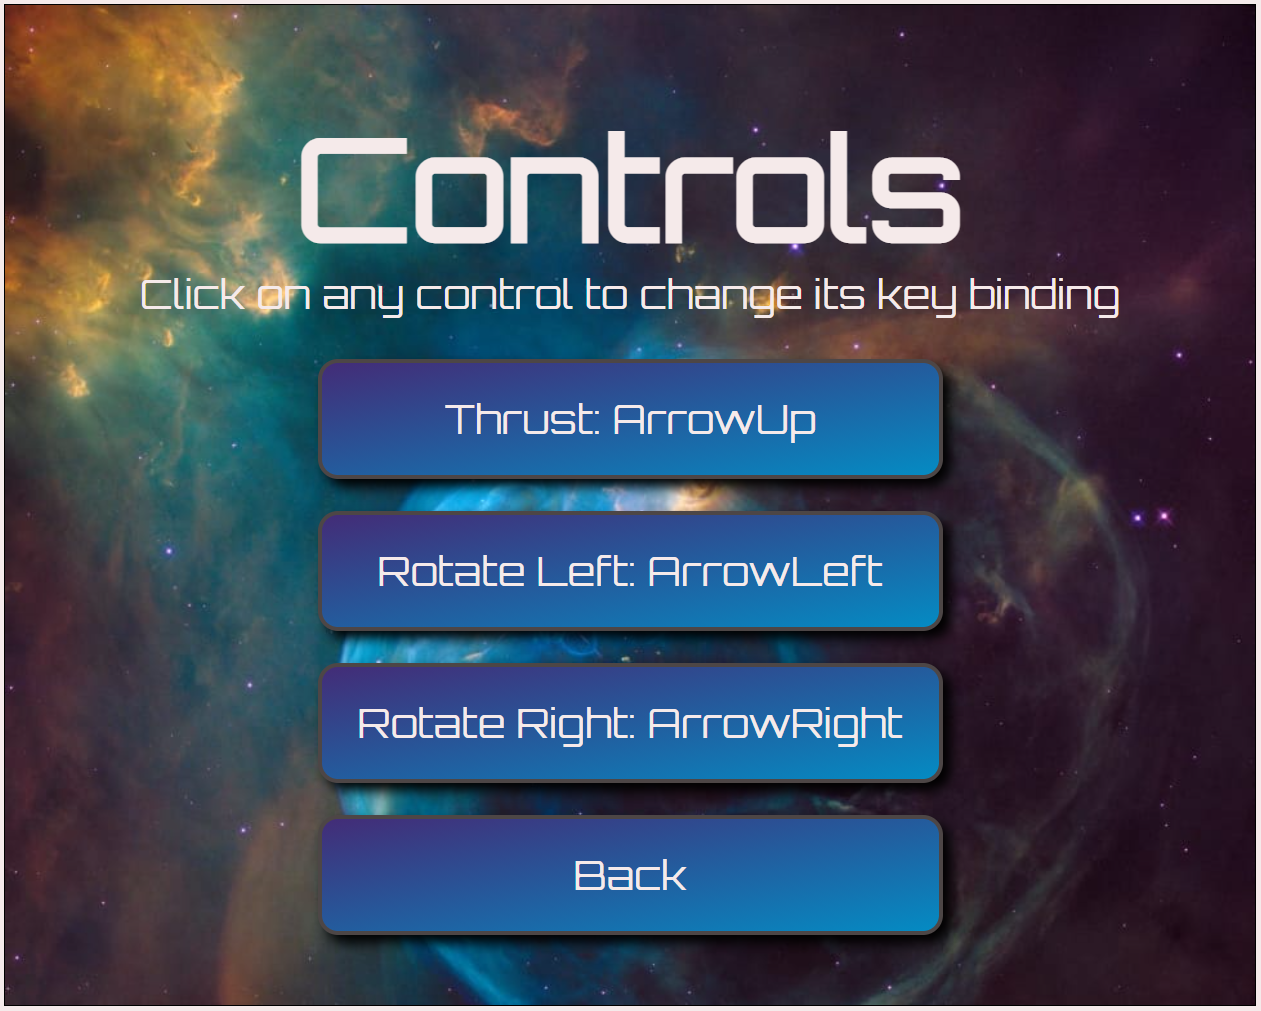 Controls
Click on any control to change its key binding
Thrust: ArrowUp
Rotate Left: ArrowLeft
Rotate Right: ArrowRight
Back